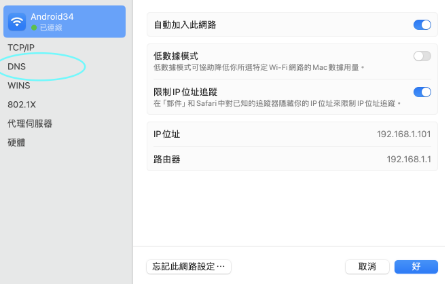 Android34
已連線
TCP/IP
DNS
WINS
802.1X
代理伺服器
硬體
自動加入此網路
低數據模式
低數據模式可協助降低你所選特定 Wi-Fi 網路的 Mac 數據用量。
限制 IP 位址追蹤
在「郵件」和 Safari 中對已知的追蹤器隱藏你的 IP 位址來限制 IP 位址追蹤。
IP 位址
192.168.1.101
路由器
192.168.1.1
忘記此網路設定⋯
取消
好